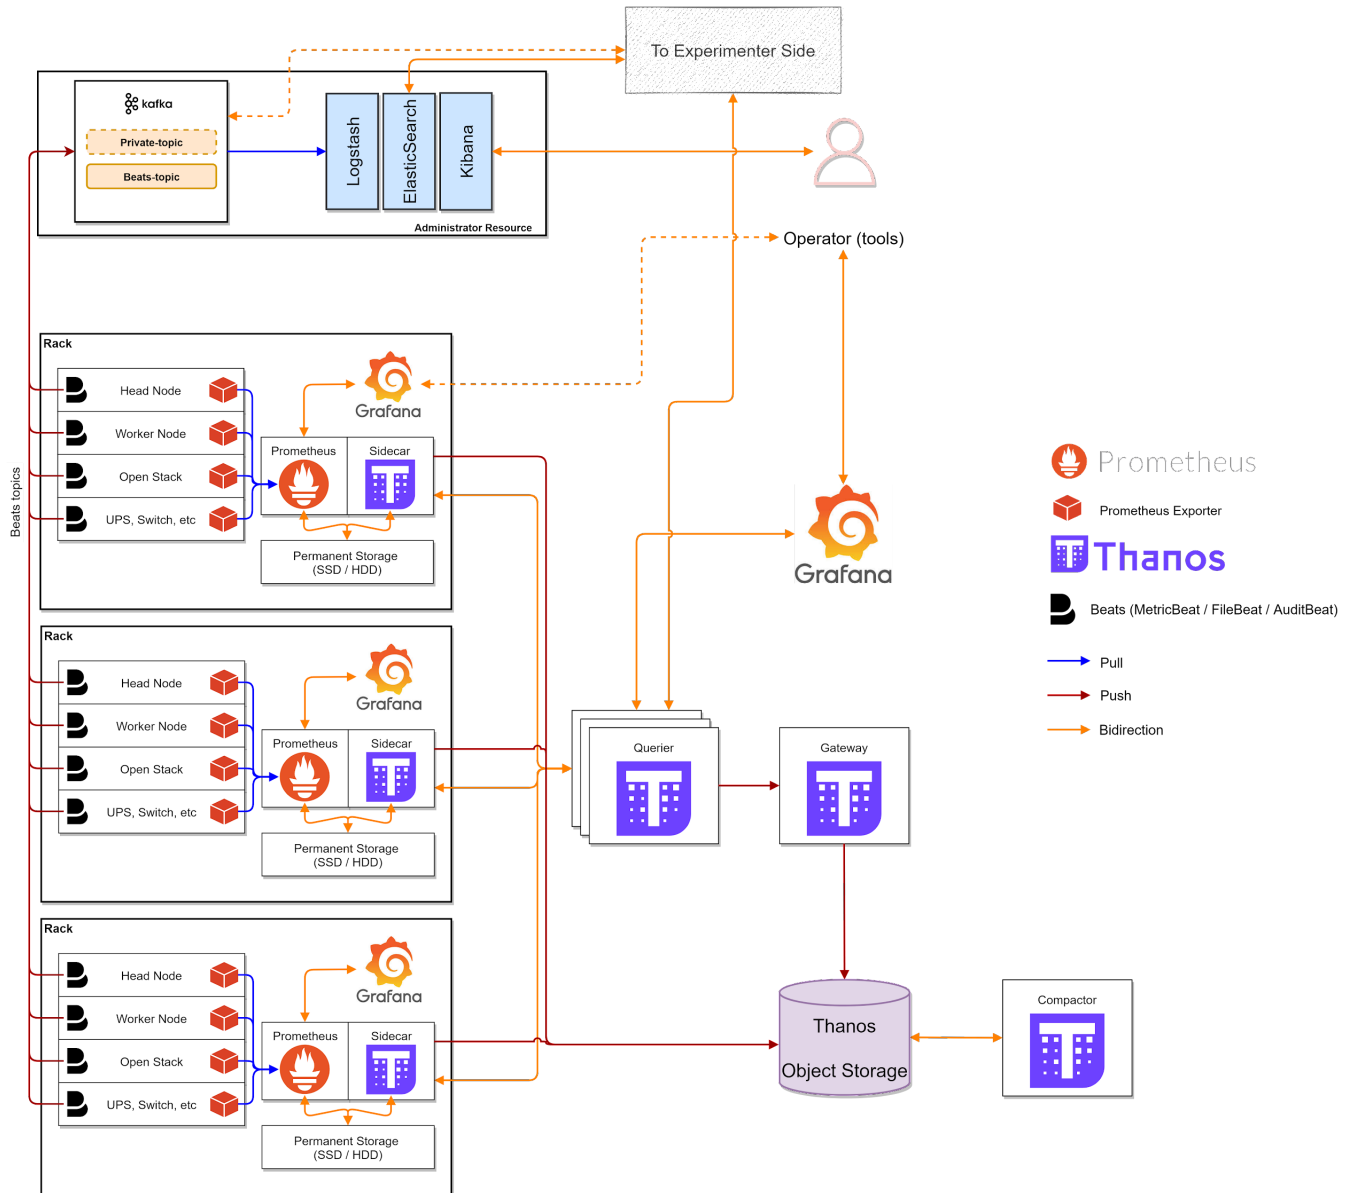 To Experimenter Side
kafka
Private-topic
Beats-topic
Logstash
ElasticSearch
Kibana
Administrator Resource
Operator (tools)
Beats topics
Rack
Head Node
Worker Node
Open Stack
UPS, Switch, etc
Grafana
Prometheus
Sidecar
Permanent Storage
(SSD / HDD)
Rack
Head Node
Worker Node
Open Stack
UPS, Switch, etc
Grafana
Prometheus
Sidecar
Permanent Storage
(SSD / HDD)
Rack
Head Node
Worker Node
Open Stack
UPS, Switch, etc
Grafana
Prometheus
Sidecar
Permanent Storage
(SSD / HDD)
Grafana
Querier
Gateway
Thanos
Object Storage
Compactor
Prometheus
Prometheus Exporter
Thanos
Beats (MetricBeat / FileBeat / AuditBeat)
Pull
Push
Bidirection